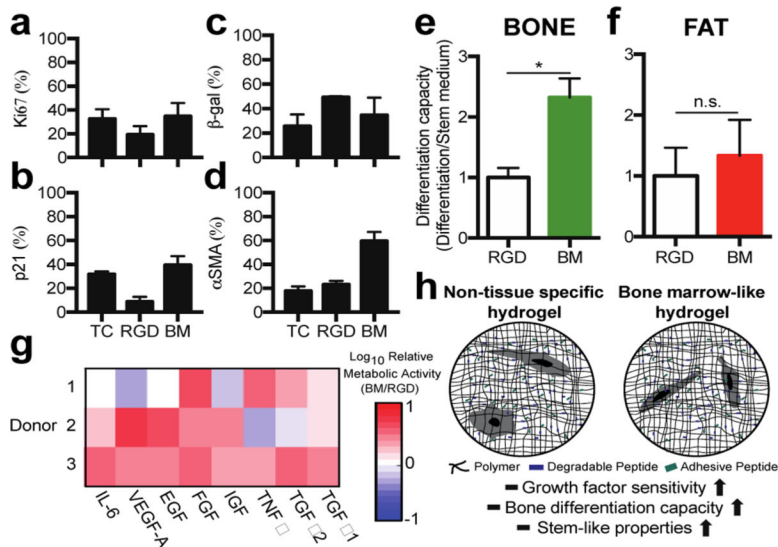 a
Ki67 (%)
100
80
60
40
20
0
b
p21 (%)
100
80
60
40
20
0
TC RGD BM
c
β-gal (%)
100
80
60
40
20
0
d
αSMA (%)
100
80
60
40
20
0
TC RGD BM
e
BONE
Differentiation capacity
(Differentiation/Stem medium)
3
2
1
0
*
RGD BM
f
FAT
3
2
1
0
n.s.
RGD BM
g
Log10 Relative
Metabolic Activity
(BM/RGD)
1
-1
Donor
1
2
3
IL-6
VEGF-A
EGF
FGF
IGF
TNF□
TGF□2
TGF□1
h
Non-tissue specific
hydrogel
Bone marrow-like
hydrogel
Polymer Degradable Peptide Adhesive Peptide
Growth factor sensitivity
Bone differentiation capacity
Stem-like properties